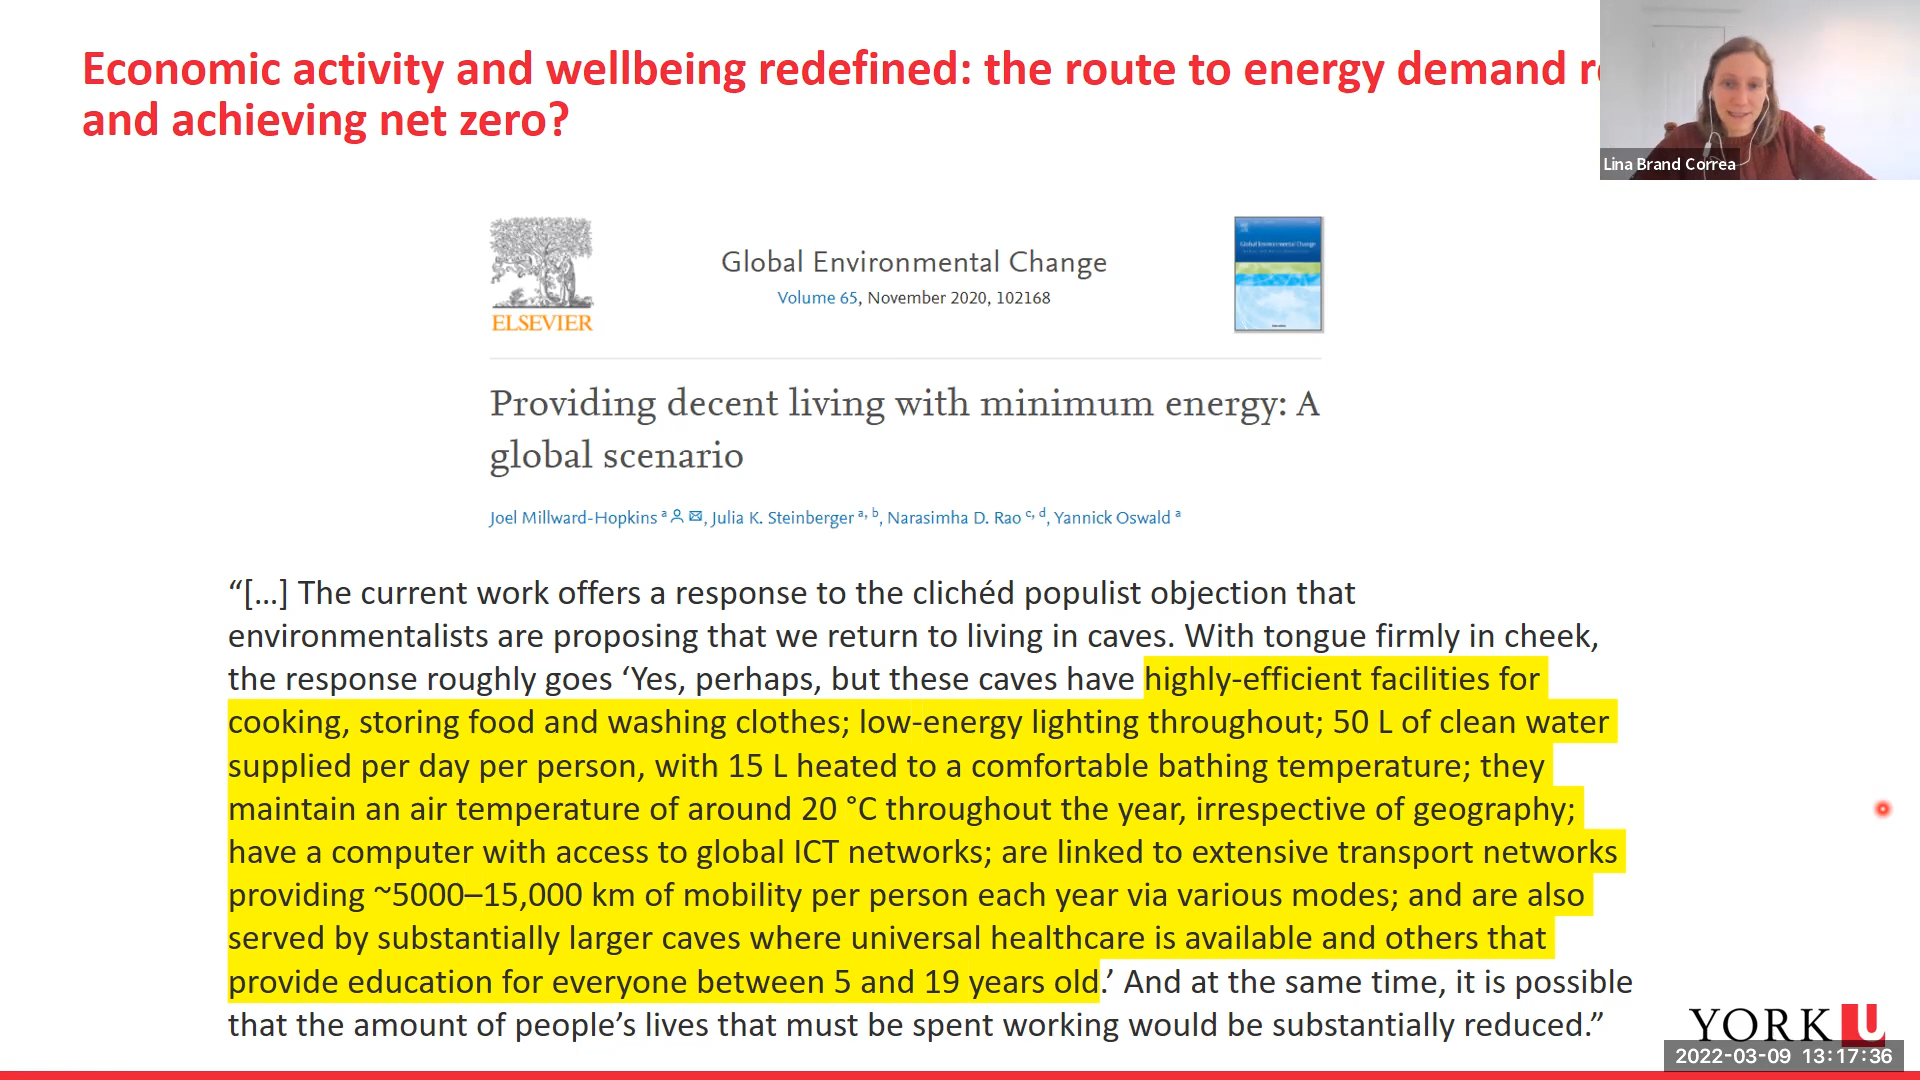 Economic activity and wellbeing redefined: the route to energy demand r
and achieving net zero?
Lina Brand Correa
ELSEVIER
Global Environmental Change
Volume 65, November 2020, 102168
Global Environmental Change
Providing decent living with minimum energy: A
global scenario
Joel Millward-Hopkins a, Julia K. Steinberger a, b, Narasimha D. Rao c, d, Yannick Oswald a
“[…] The current work offers a response to the clichéd populist objection that
environmentalists are proposing that we return to living in caves. With tongue firmly in cheek,
the response roughly goes ‘Yes, perhaps, but these caves have highly-efficient facilities for
cooking, storing food and washing clothes; low-energy lighting throughout; 50 L of clean water
supplied per day per person, with 15 L heated to a comfortable bathing temperature; they
maintain an air temperature of around 20 °C throughout the year, irrespective of geography;
have a computer with access to global ICT networks; are linked to extensive transport networks
providing ~5000–15,000 km of mobility per person each year via various modes; and are also
served by substantially larger caves where universal healthcare is available and others that
provide education for everyone between 5 and 19 years old.’ And at the same time, it is possible
that the amount of people’s lives that must be spent working would be substantially reduced.”
YORK U
2022-03-09 13:17:36